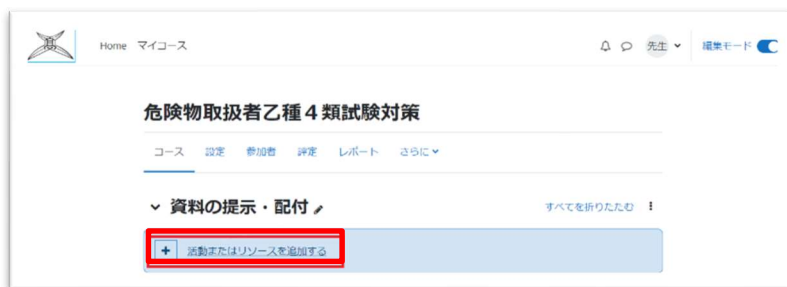 Home マイコース 先生 編集モード
危険物取扱者乙種４類試験対策
コース 設定 参加者 評定 レポート さらに
資料の提示・配付 すべてを折りたたむ
活動またはリソースを追加する